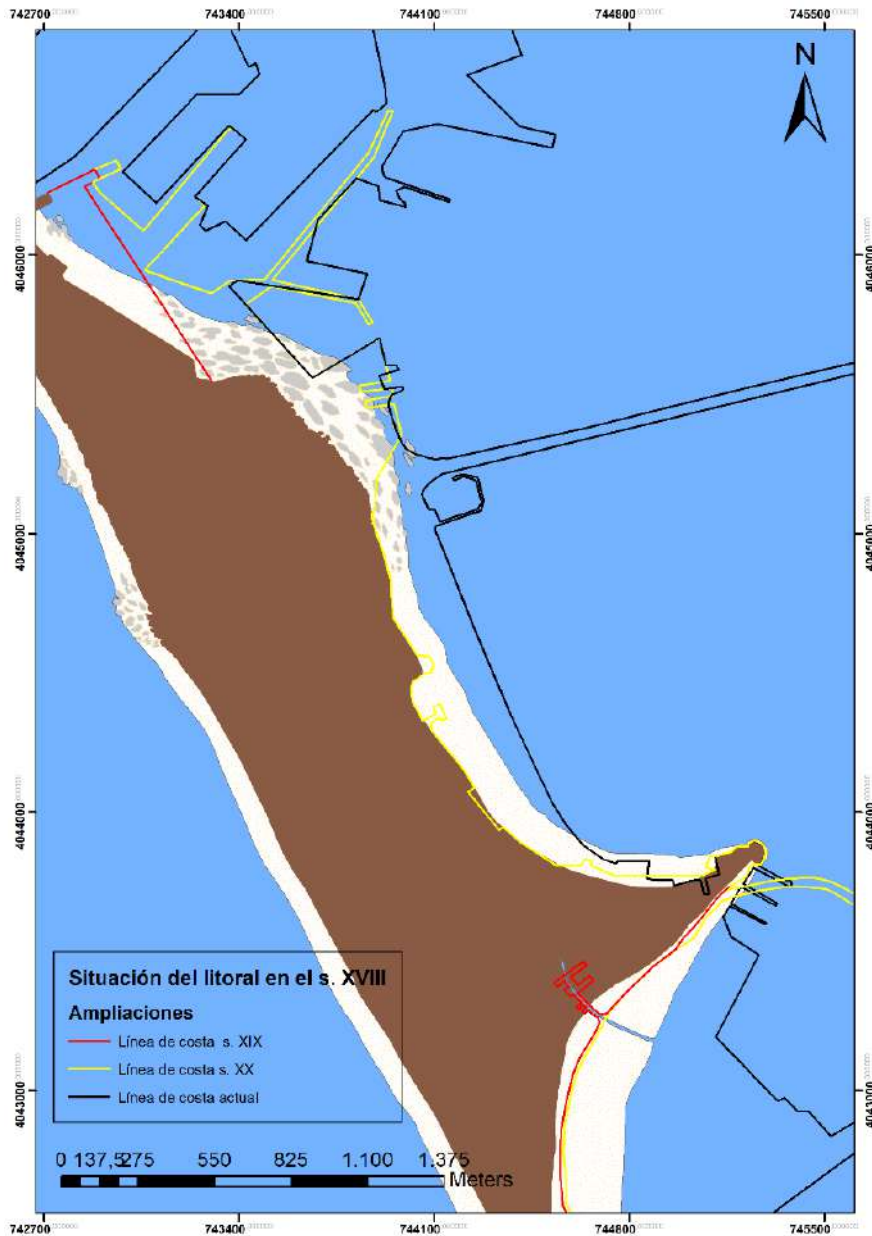 742700 743400 744100 744800 745500
N
4046000 4046000
4045000 4045000
4044000 4044000
4043000 4043000
Situación del litoral en el s. XVIII
Ampliaciones
Línea de costa s. XIX
Línea de costa s. XX
Línea de costa actual
0 137,5 275 550 825 1.100 1.375
Meters
742700 743400 744100 744800 745500